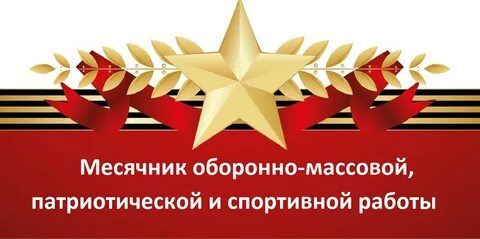 Месячник оборонно-массовой,
патриотической и спортивной работы